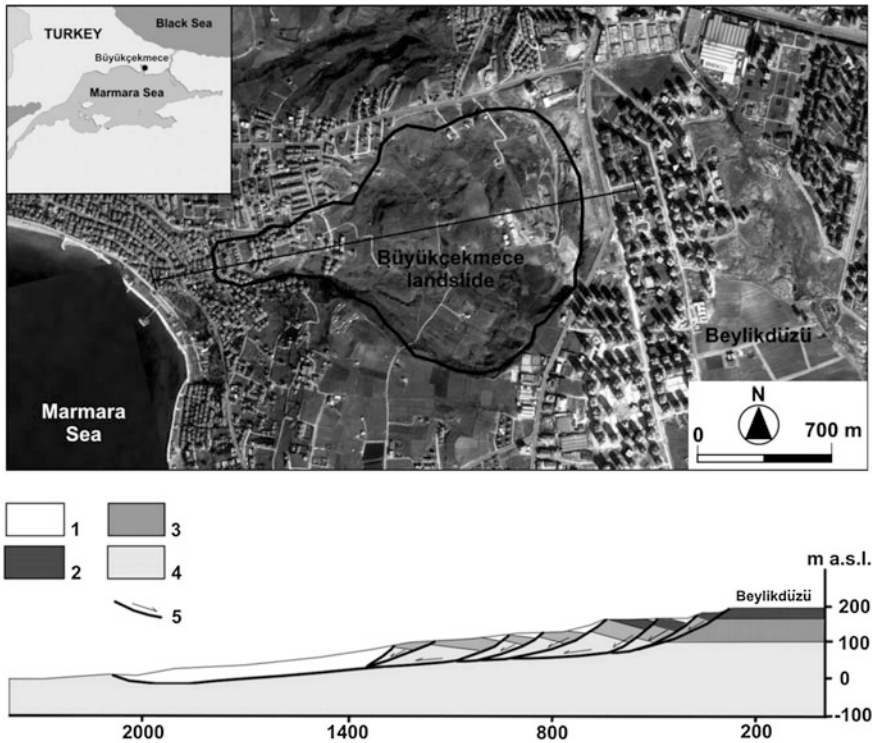 TURKEY
Black Sea
Büyükçekmece
Marmara Sea
Büyükçekmece
landslide
Beylikdüzü
Marmara
Sea
N
0 700 m
1 3
2 4
5
m a.s.l.
Beylikdüzü
200
100
0
-100
2000 1400 800 200